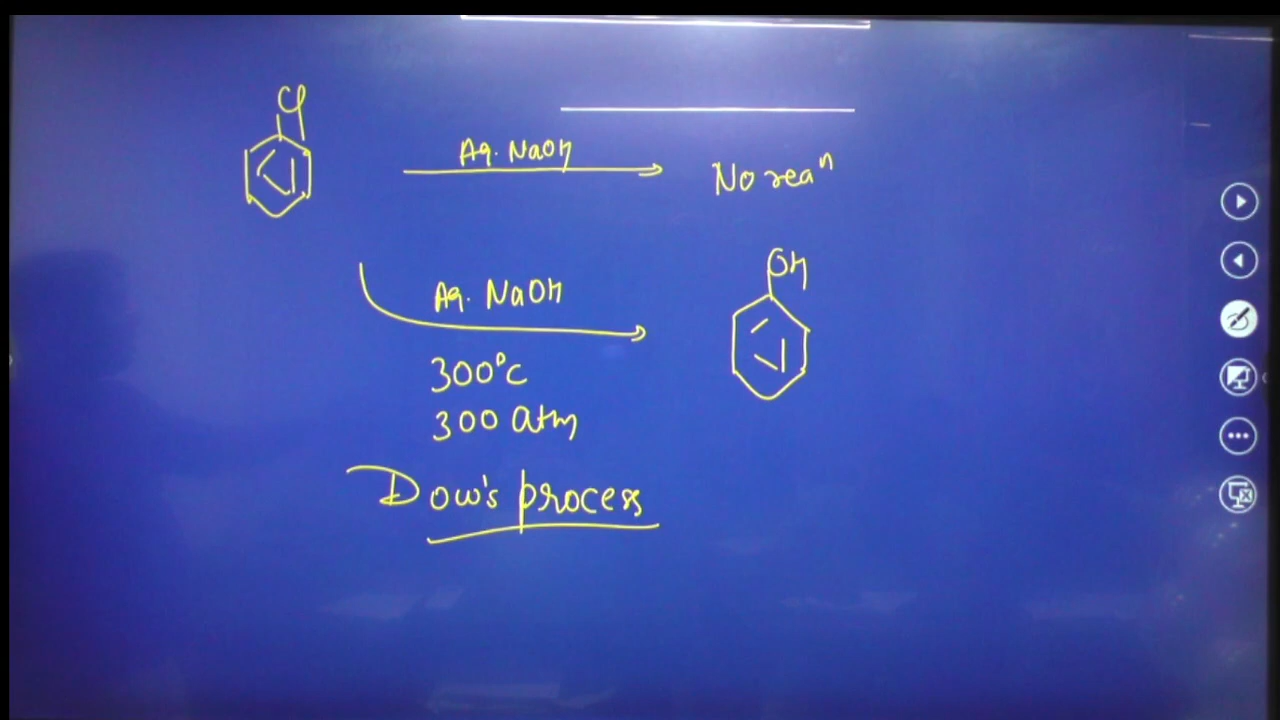 Cl
Aq. NaOH
No reaⁿ
OH
Aq. NaOH
300°C
300 atm
Dow's process